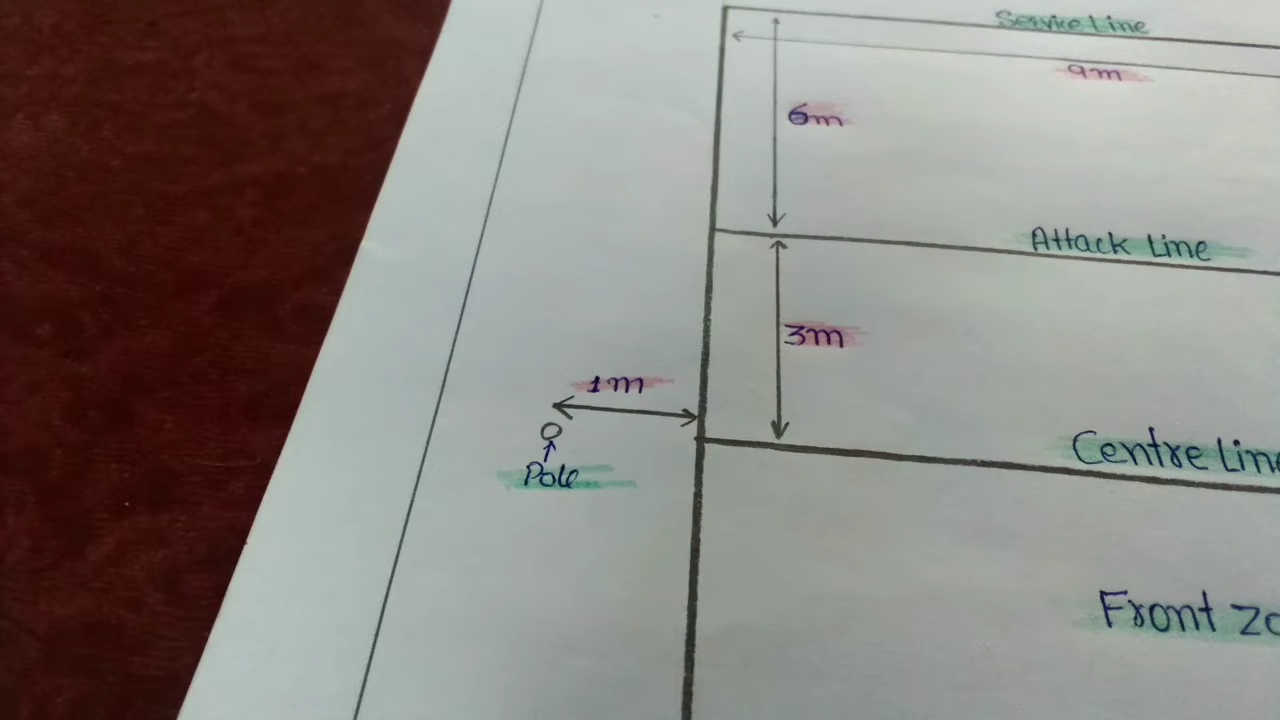 Service Line
9m
6m
Attack Line
3m
1m
Centre Line
Pole
Front zo